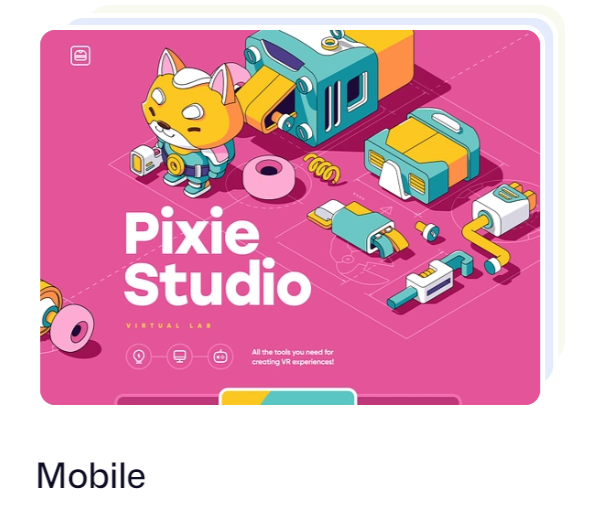 Pixie
Studio
VIRTUAL LAB
All the tools you need for
creating VR experiences!
Mobile